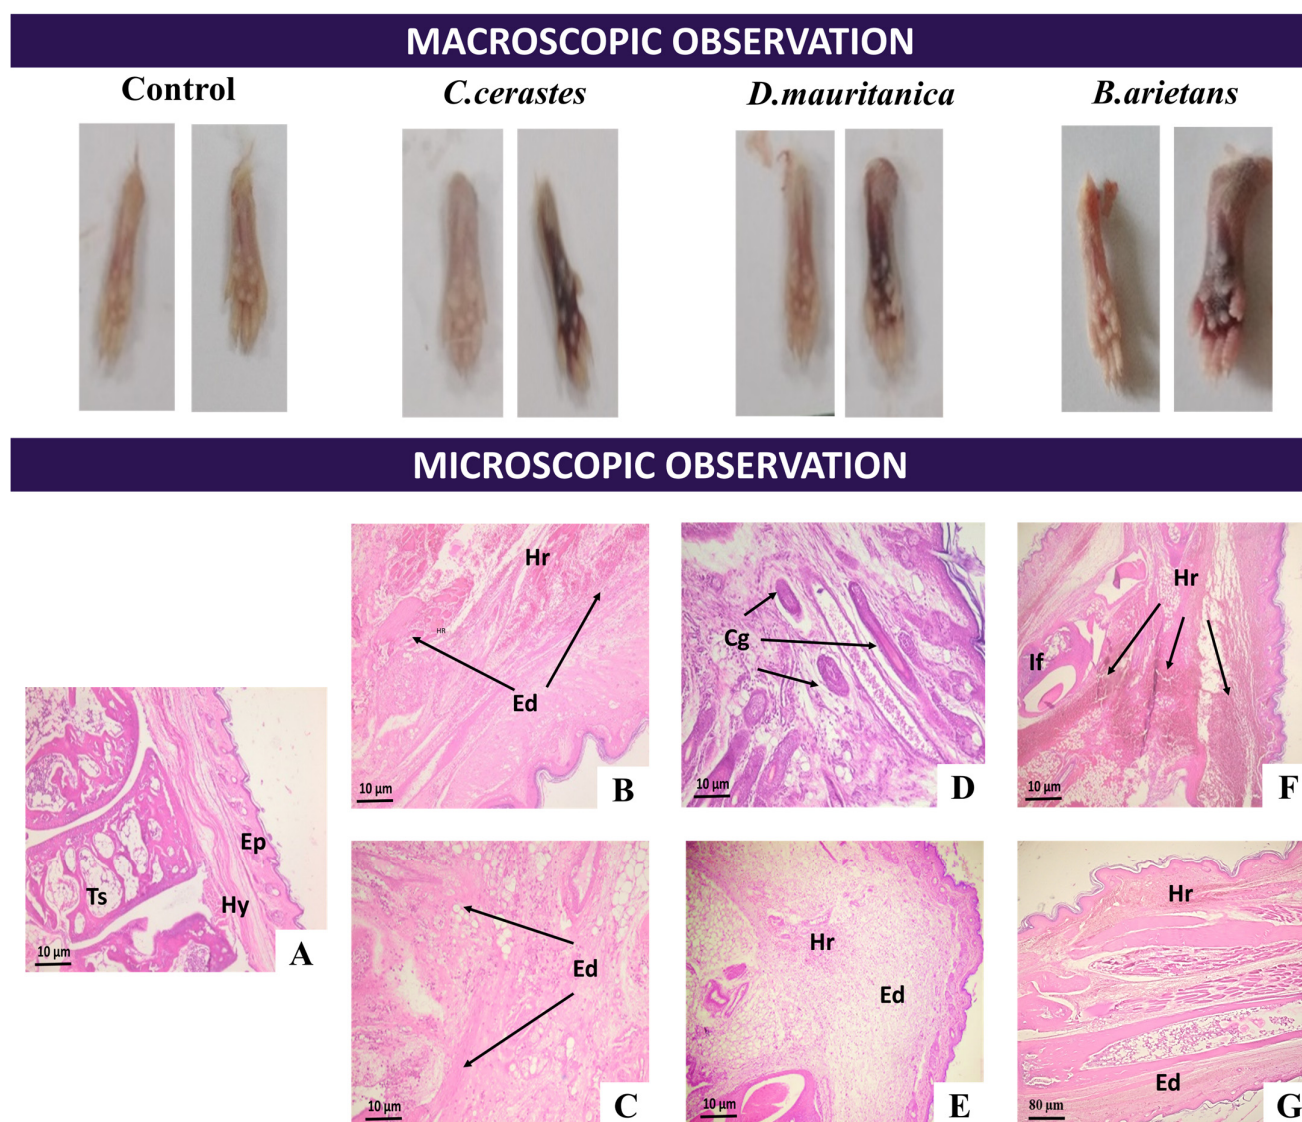 MACROSCOPIC OBSERVATION
Control C.cerastes D.mauritanica B.arietans
MICROSCOPIC OBSERVATION
Ep
Ts
Hy
10 µm
A
Hr
HR
Ed
10 µm
B
Ed
10 µm
C
Cg
10 µm
D
Hr
Ed
10 µm
E
Hr
If
10 µm
F
Hr
Ed
80 µm
G